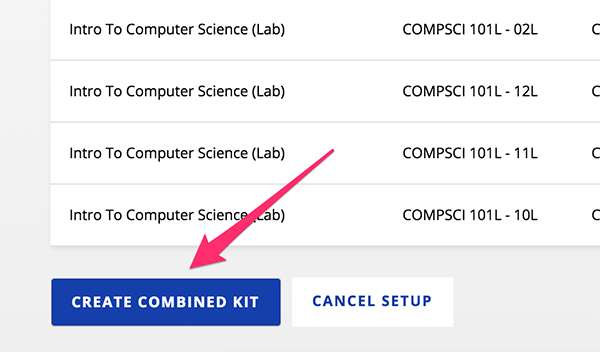 Intro To Computer Science (Lab) COMPSCI 101L - 02L C
Intro To Computer Science (Lab) COMPSCI 101L - 12L C
Intro To Computer Science (Lab) COMPSCI 101L - 11L C
Intro To Computer Science (Lab) COMPSCI 101L - 10L C
CREATE COMBINED KIT CANCEL SETUP